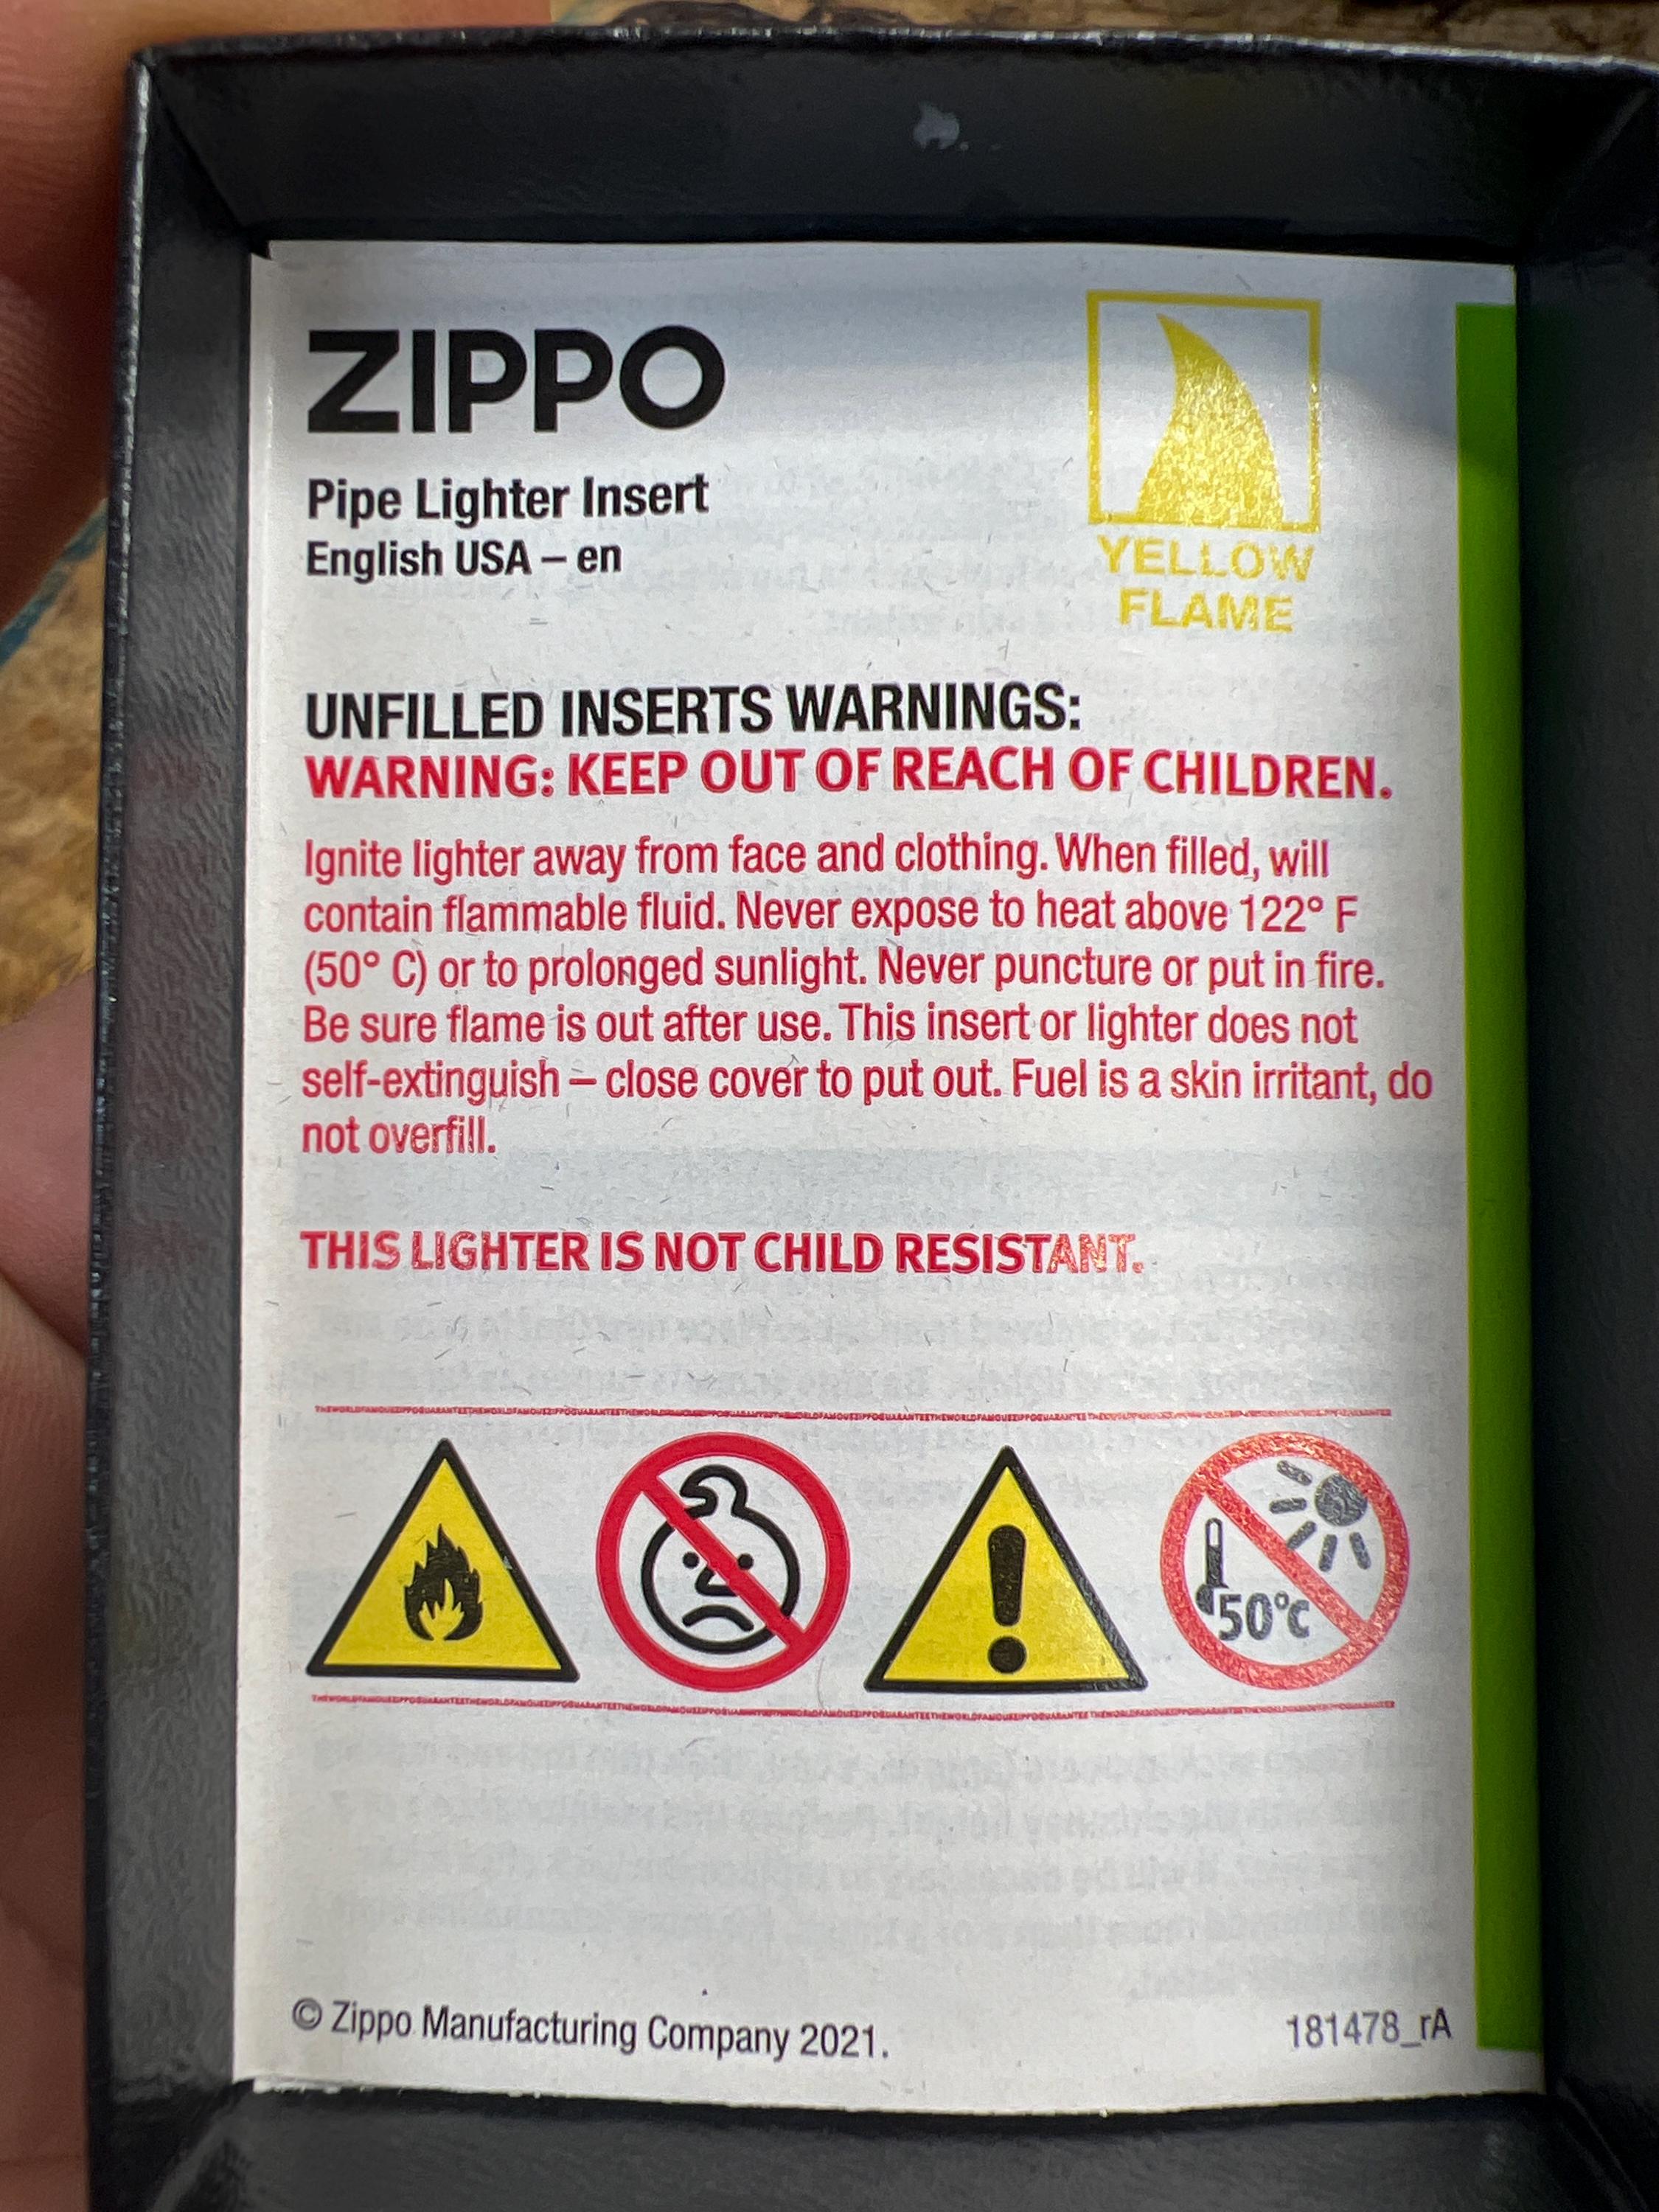 ZIPPO
Pipe Lighter Insert
English USA – en
YELLOW
FLAME
UNFILLED INSERTS WARNINGS:
WARNING: KEEP OUT OF REACH OF CHILDREN.
Ignite lighter away from face and clothing. When filled, will
contain flammable fluid. Never expose to heat above 122° F
(50° C) or to prolonged sunlight. Never puncture or put in fire.
Be sure flame is out after use. This insert or lighter does not
self-extinguish – close cover to put out. Fuel is a skin irritant, do
not overfill.
THIS LIGHTER IS NOT CHILD RESISTANT.
50°C
© Zippo Manufacturing Company 2021.
181478_rA